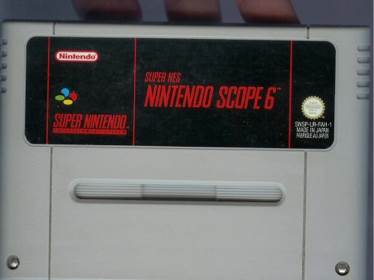 Nintendo
SUPER NES
NINTENDO SCOPE 6™
SUPER NINTENDO
SNSP-LR-FAH-1
MADE IN JAPAN
FABRIQUE AU JAPON